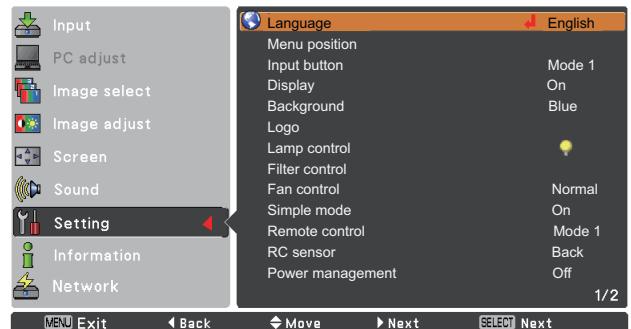 Input
PC adjust
Image select
Image adjust
Screen
Sound
Setting
Information
Network
Language English
Menu position
Input button Mode 1
Display On
Background Blue
Logo
Lamp control
Filter control
Fan control Normal
Simple mode On
Remote control Mode 1
RC sensor Back
Power management Off
1/2
MENU Exit Back Move Next SELECT Next